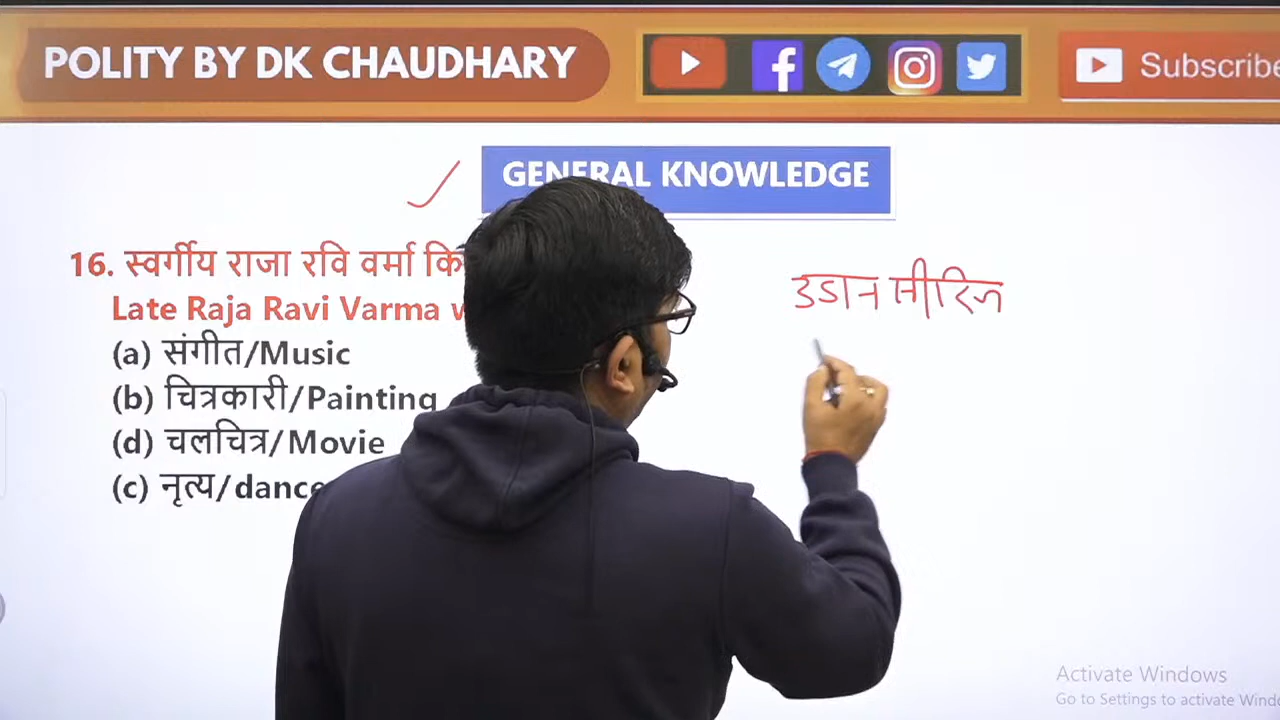 POLITY BY DK CHAUDHARY
Subscribe
GENERAL KNOWLEDGE
16. स्वर्गीय राजा रवि वर्मा
Late Raja Ravi Varma
(a) संगीत/Music
(b) चित्रकारी/Painting
(d) चलचित्र/Movie
(c) नृत्य/dance
उडान सीरिज
Activate Windows
Go to Settings to activate